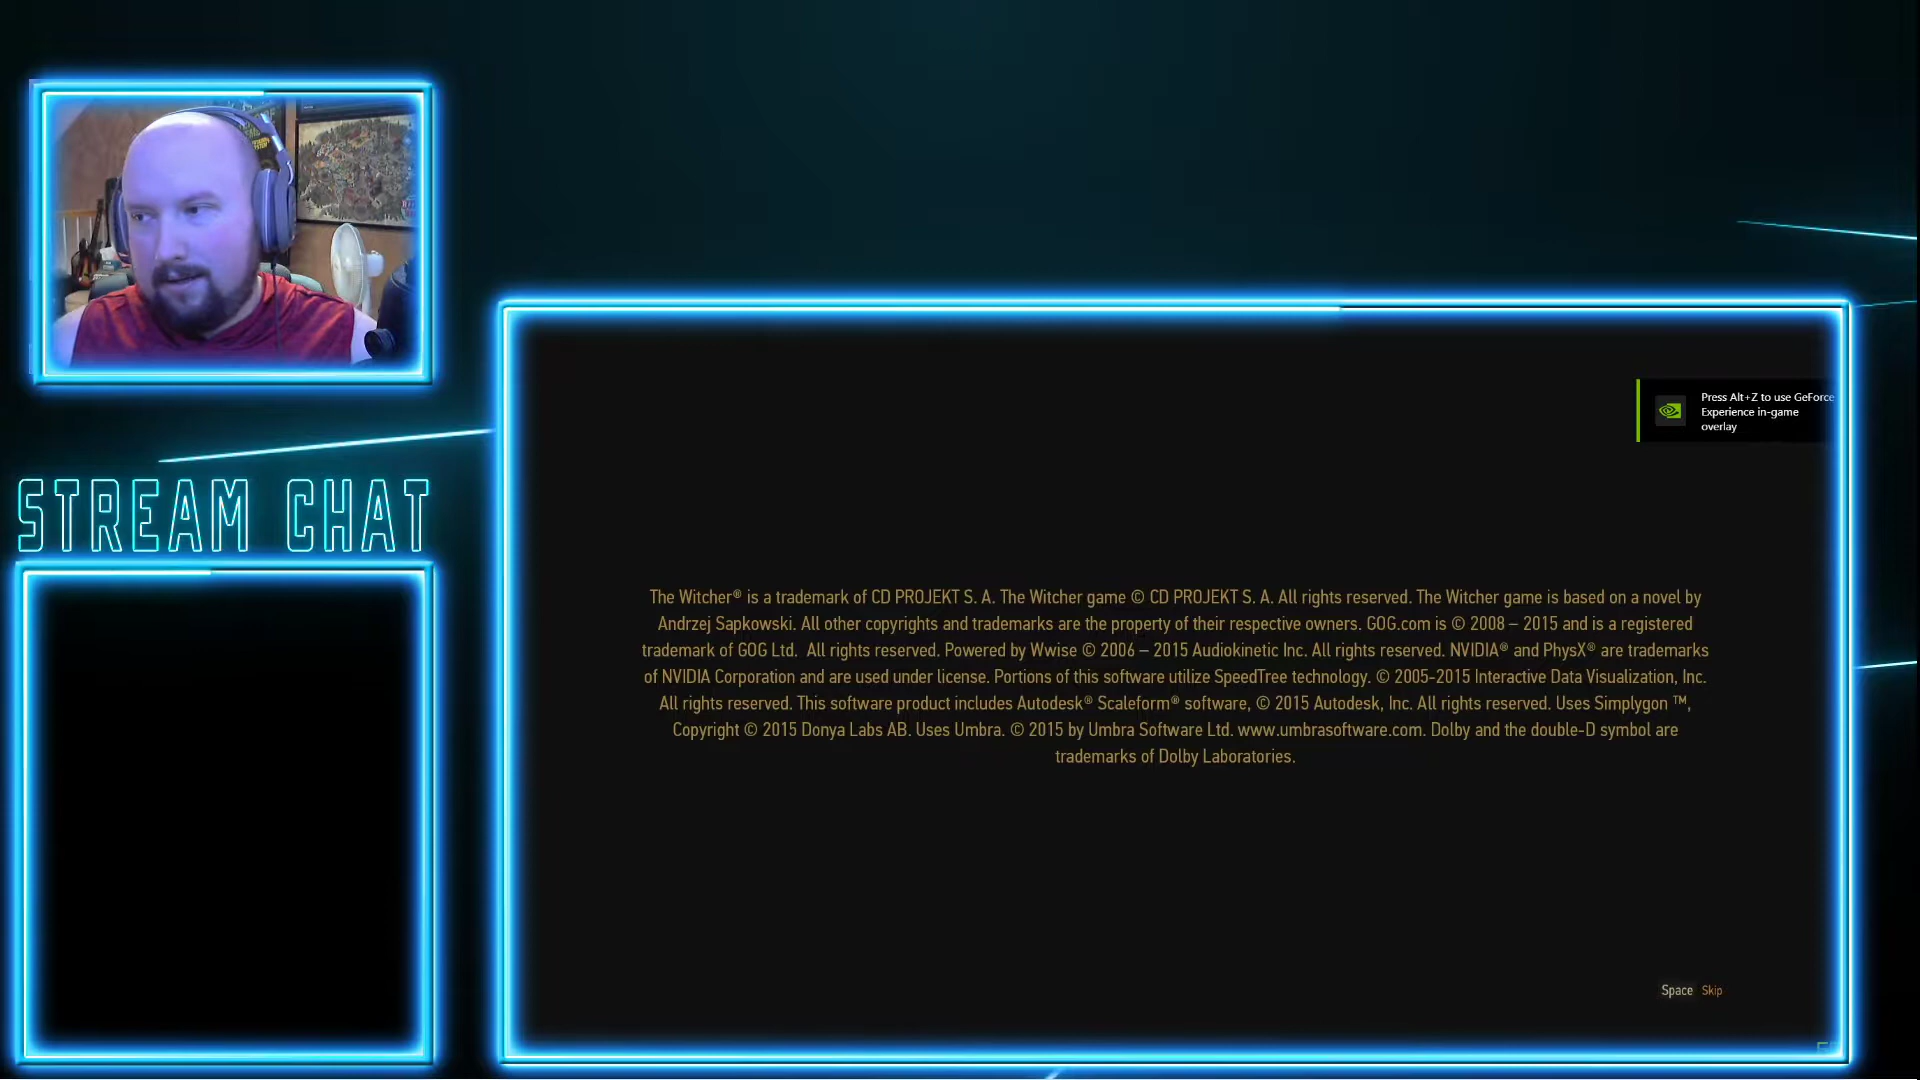 Press Alt+Z to use GeForce
Experience in-game
overlay
STREAM CHAT
The Witcher® is a trademark of CD PROJEKT S. A. The Witcher game © CD PROJEKT S. A. All rights reserved. The Witcher game is based on a novel by
Andrzej Sapkowski. All other copyrights and trademarks are the property of their respective owners. GOG.com is © 2008 – 2015 and is a registered
trademark of GOG Ltd.  All rights reserved. Powered by Wwise © 2006 – 2015 Audiokinetic Inc. All rights reserved. NVIDIA® and PhysX® are trademarks
of NVIDIA Corporation and are used under license. Portions of this software utilize SpeedTree technology. © 2005-2015 Interactive Data Visualization, Inc.
All rights reserved. This software product includes Autodesk® Scaleform® software, © 2015 Autodesk, Inc. All rights reserved. Uses Simplygon ™,
Copyright © 2015 Donya Labs AB. Uses Umbra. © 2015 by Umbra Software Ltd. www.umbrasoftware.com. Dolby and the double-D symbol are
trademarks of Dolby Laboratories.
Space Skip